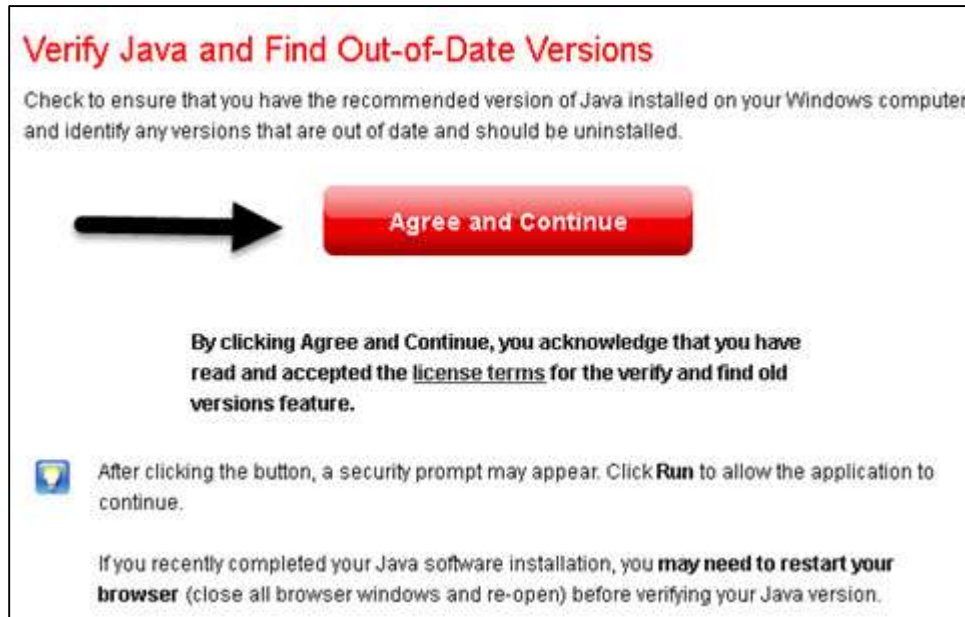 Verify Java and Find Out-of-Date Versions
Check to ensure that you have the recommended version of Java installed on your Windows computer
and identify any versions that are out of date and should be uninstalled.
Agree and Continue
By clicking Agree and Continue, you acknowledge that you have
read and accepted the license terms for the verify and find old
versions feature.
After clicking the button, a security prompt may appear. Click Run to allow the application to
continue.
If you recently completed your Java software installation, you may need to restart your
browser (close all browser windows and re-open) before verifying your Java version.